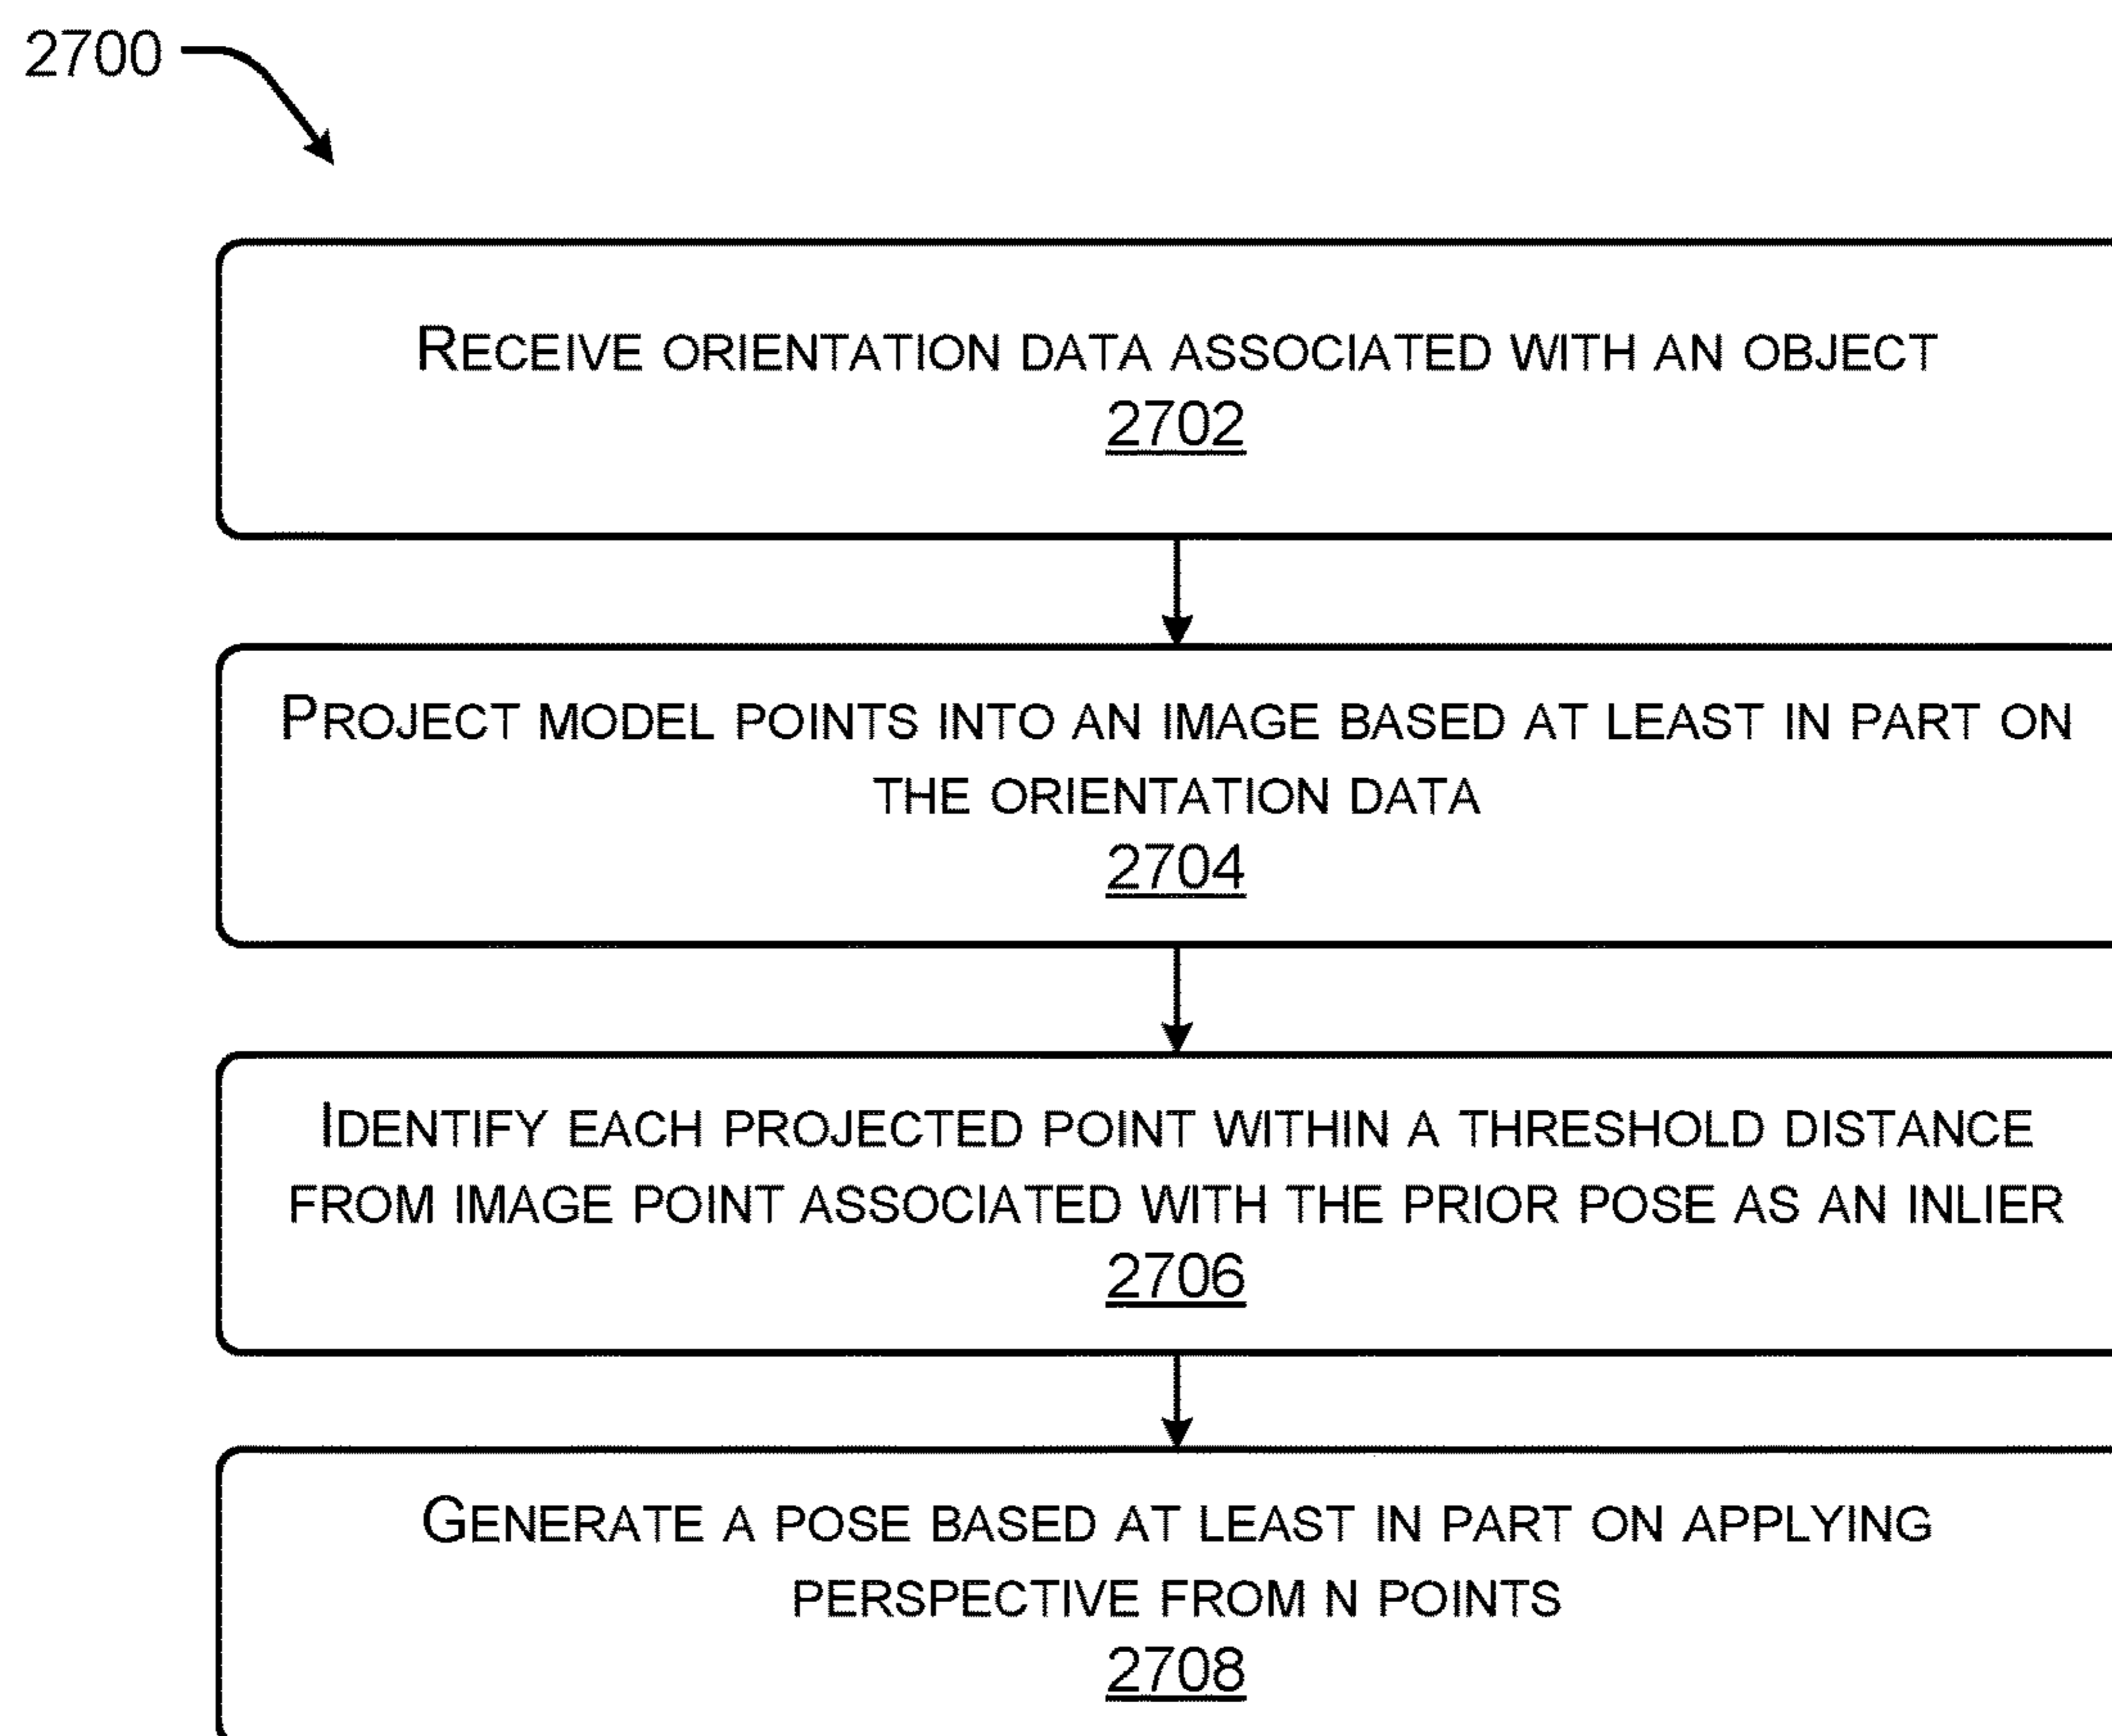 2700
RECEIVE ORIENTATION DATA ASSOCIATED WITH AN OBJECT
2702
PROJECT MODEL POINTS INTO AN IMAGE BASED AT LEAST IN PART ON
THE ORIENTATION DATA
2704
IDENTIFY EACH PROJECTED POINT WITHIN A THRESHOLD DISTANCE
FROM IMAGE POINT ASSOCIATED WITH THE PRIOR POSE AS AN INLIER
2706
GENERATE A POSE BASED AT LEAST IN PART ON APPLYING
PERSPECTIVE FROM N POINTS
2708